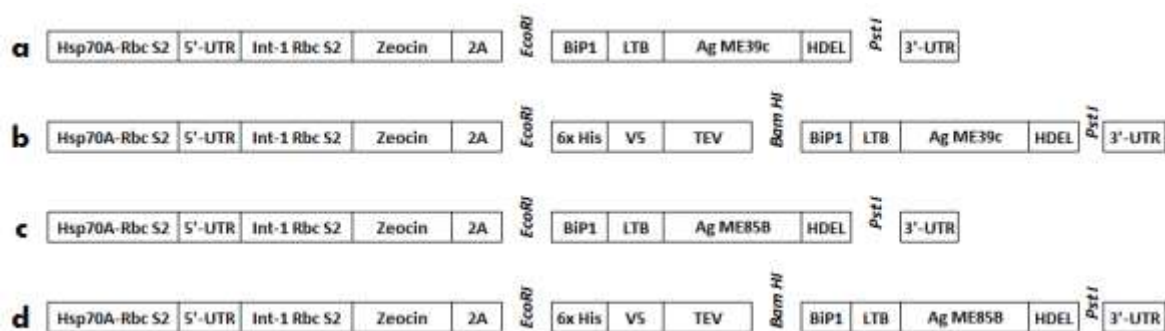 a Hsp70A-Rbc S2 5'-UTR Int-1 Rbc S2 Zeocin 2A EcoRI BiP1 LTB Ag ME39c HDEL Pst I 3'-UTR
b Hsp70A-Rbc S2 5'-UTR Int-1 Rbc S2 Zeocin 2A EcoRI 6x His V5 TEV Bam HI BiP1 LTB Ag ME39c HDEL Pst I 3'-UTR
c Hsp70A-Rbc S2 5'-UTR Int-1 Rbc S2 Zeocin 2A EcoRI BiP1 LTB Ag ME85B HDEL Pst I 3'-UTR
d Hsp70A-Rbc S2 5'-UTR Int-1 Rbc S2 Zeocin 2A EcoRI 6x His V5 TEV Bam HI BiP1 LTB Ag ME85B HDEL Pst I 3'-UTR